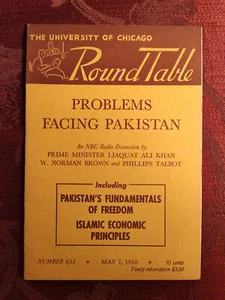 THE UNIVERSITY OF CHICAGO
Round Table
PROBLEMS
FACING PAKISTAN
An NBC Radio Discussion by
PRIME MINISTER LIAQUAT ALI KHAN
W. NORMAN BROWN and PHILLIPS TALBOT
Including
PAKISTAN'S FUNDAMENTALS
OF FREEDOM
ISLAMIC ECONOMIC
PRINCIPLES
NUMBER 633 • MAY 7, 1950 • 10 cents
Yearly subscription $3.00